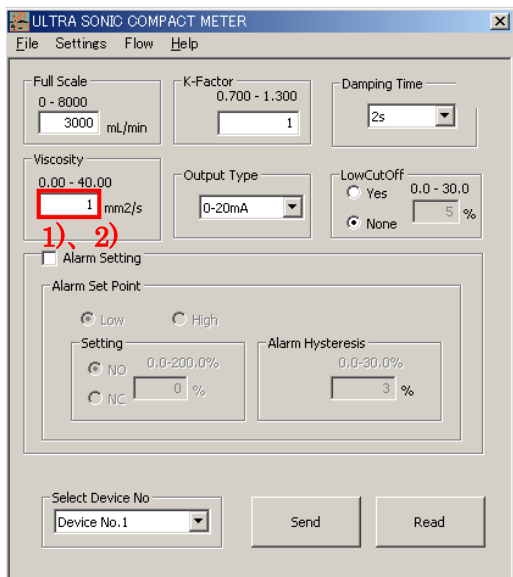 ULTRA SONIC COMPACT METER
File Settings Flow Help
Full Scale
0 - 8000
3000 mL/min
K-Factor
0.700 - 1.300
1
Damping Time
2s
Viscosity
0.00 - 40.00
1 mm2/s
1)、2)
Output Type
0-20mA
LowCutOff
Yes 0.0 - 30.0
None 5 %
Alarm Setting
Alarm Set Point
Low High
Setting
NO 0.0-200.0%
NC 0 %
Alarm Hysteresis
0.0-30.0%
3 %
Select Device No
Device No.1
Send Read